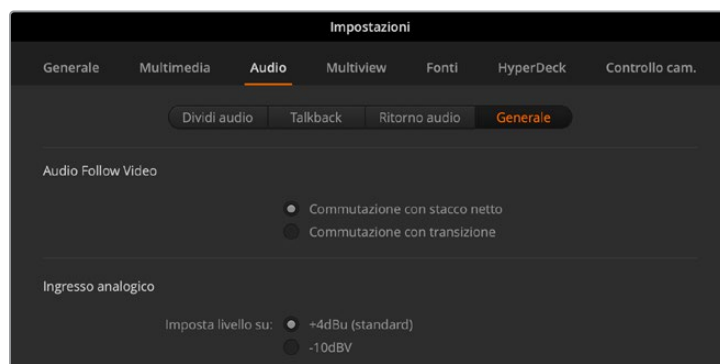 Impostazioni
Generale Multimedia Audio Multiview Fonti HyperDeck Controllo cam.
Dividi audio Talkback Ritorno audio Generale
Audio Follow Video
Commutazione con stacco netto
Commutazione con transizione
Ingresso analogico
Imposta livello su: +4dBu (standard)
-10dBV